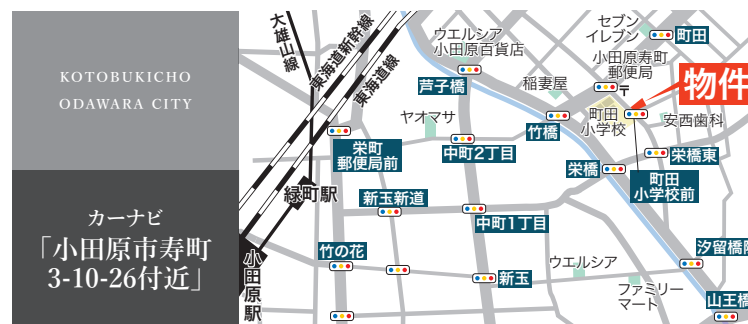 KOTOBUKICHO
ODAWARA CITY
カーナビ
「小田原市寿町
3-10-26付近」
大雄山線
東海道新幹線
東海道線
ウエルシア
小田原百貨店
セブン
イレブン
町田
小田原寿町
郵便局
〒
物件
芦子橋
稲妻屋
町田
小学校
安西歯科
ヤオマサ
竹橋
栄町
郵便局前
中町2丁目
栄橋
栄橋東
町田
小学校前
緑町駅
新玉新道
中町1丁目
竹の花
小田原駅
新玉
ウエルシア
汐留橋
ファミリー
マート
山王橋